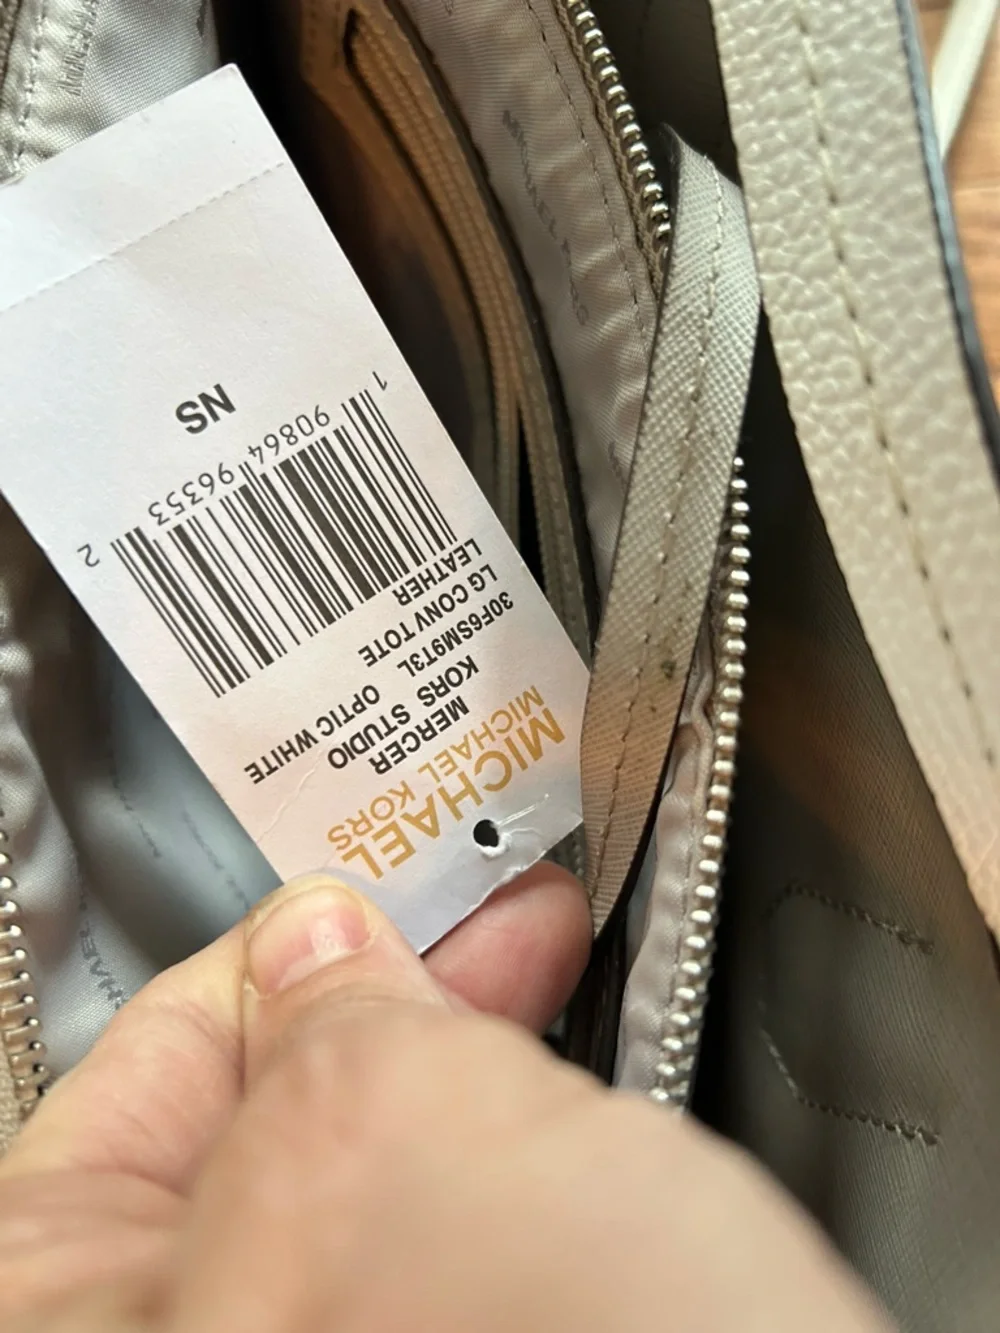 MICHAEL
MICHAEL KORS
MERCER
KORS STUDIO
30F6SM9T3L OPTIC WHITE
LG CONV TOTE
LEATHER
1 90864 96353 2
NS